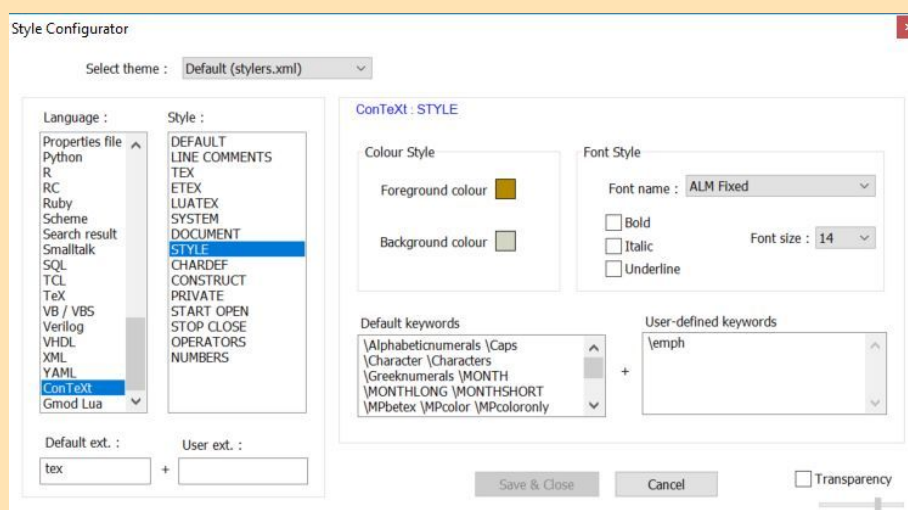 Style Configurator
Select theme :
Default (stylers.xml)
Language :
Properties file
Python
R
RC
Ruby
Scheme
Search result
Smalltalk
SQL
TCL
TeX
VB / VBS
Verilog
VHDL
XML
YAML
ConTeXt
Gmod Lua
Style :
DEFAULT
LINE COMMENTS
TEX
ETEX
LUATEX
SYSTEM
DOCUMENT
STYLE
CHARDEF
CONSTRUCT
PRIVATE
START OPEN
STOP CLOSE
OPERATORS
NUMBERS
Default ext. :
tex
+
User ext. :
ConTeXt : STYLE
Colour Style
Foreground colour
Background colour
Font Style
Font name :
ALM Fixed
Bold
Italic
Underline
Font size :
14
Default keywords
\Alphabeticnumerals \Caps
\Character \Characters
\Greeknumerals \MONTH
\MONTHLONG \MONTHSHORT
\MPbetex \MPcolor \MPcoloronly
+
User-defined keywords
\emph
Save & Close
Cancel
Transparency